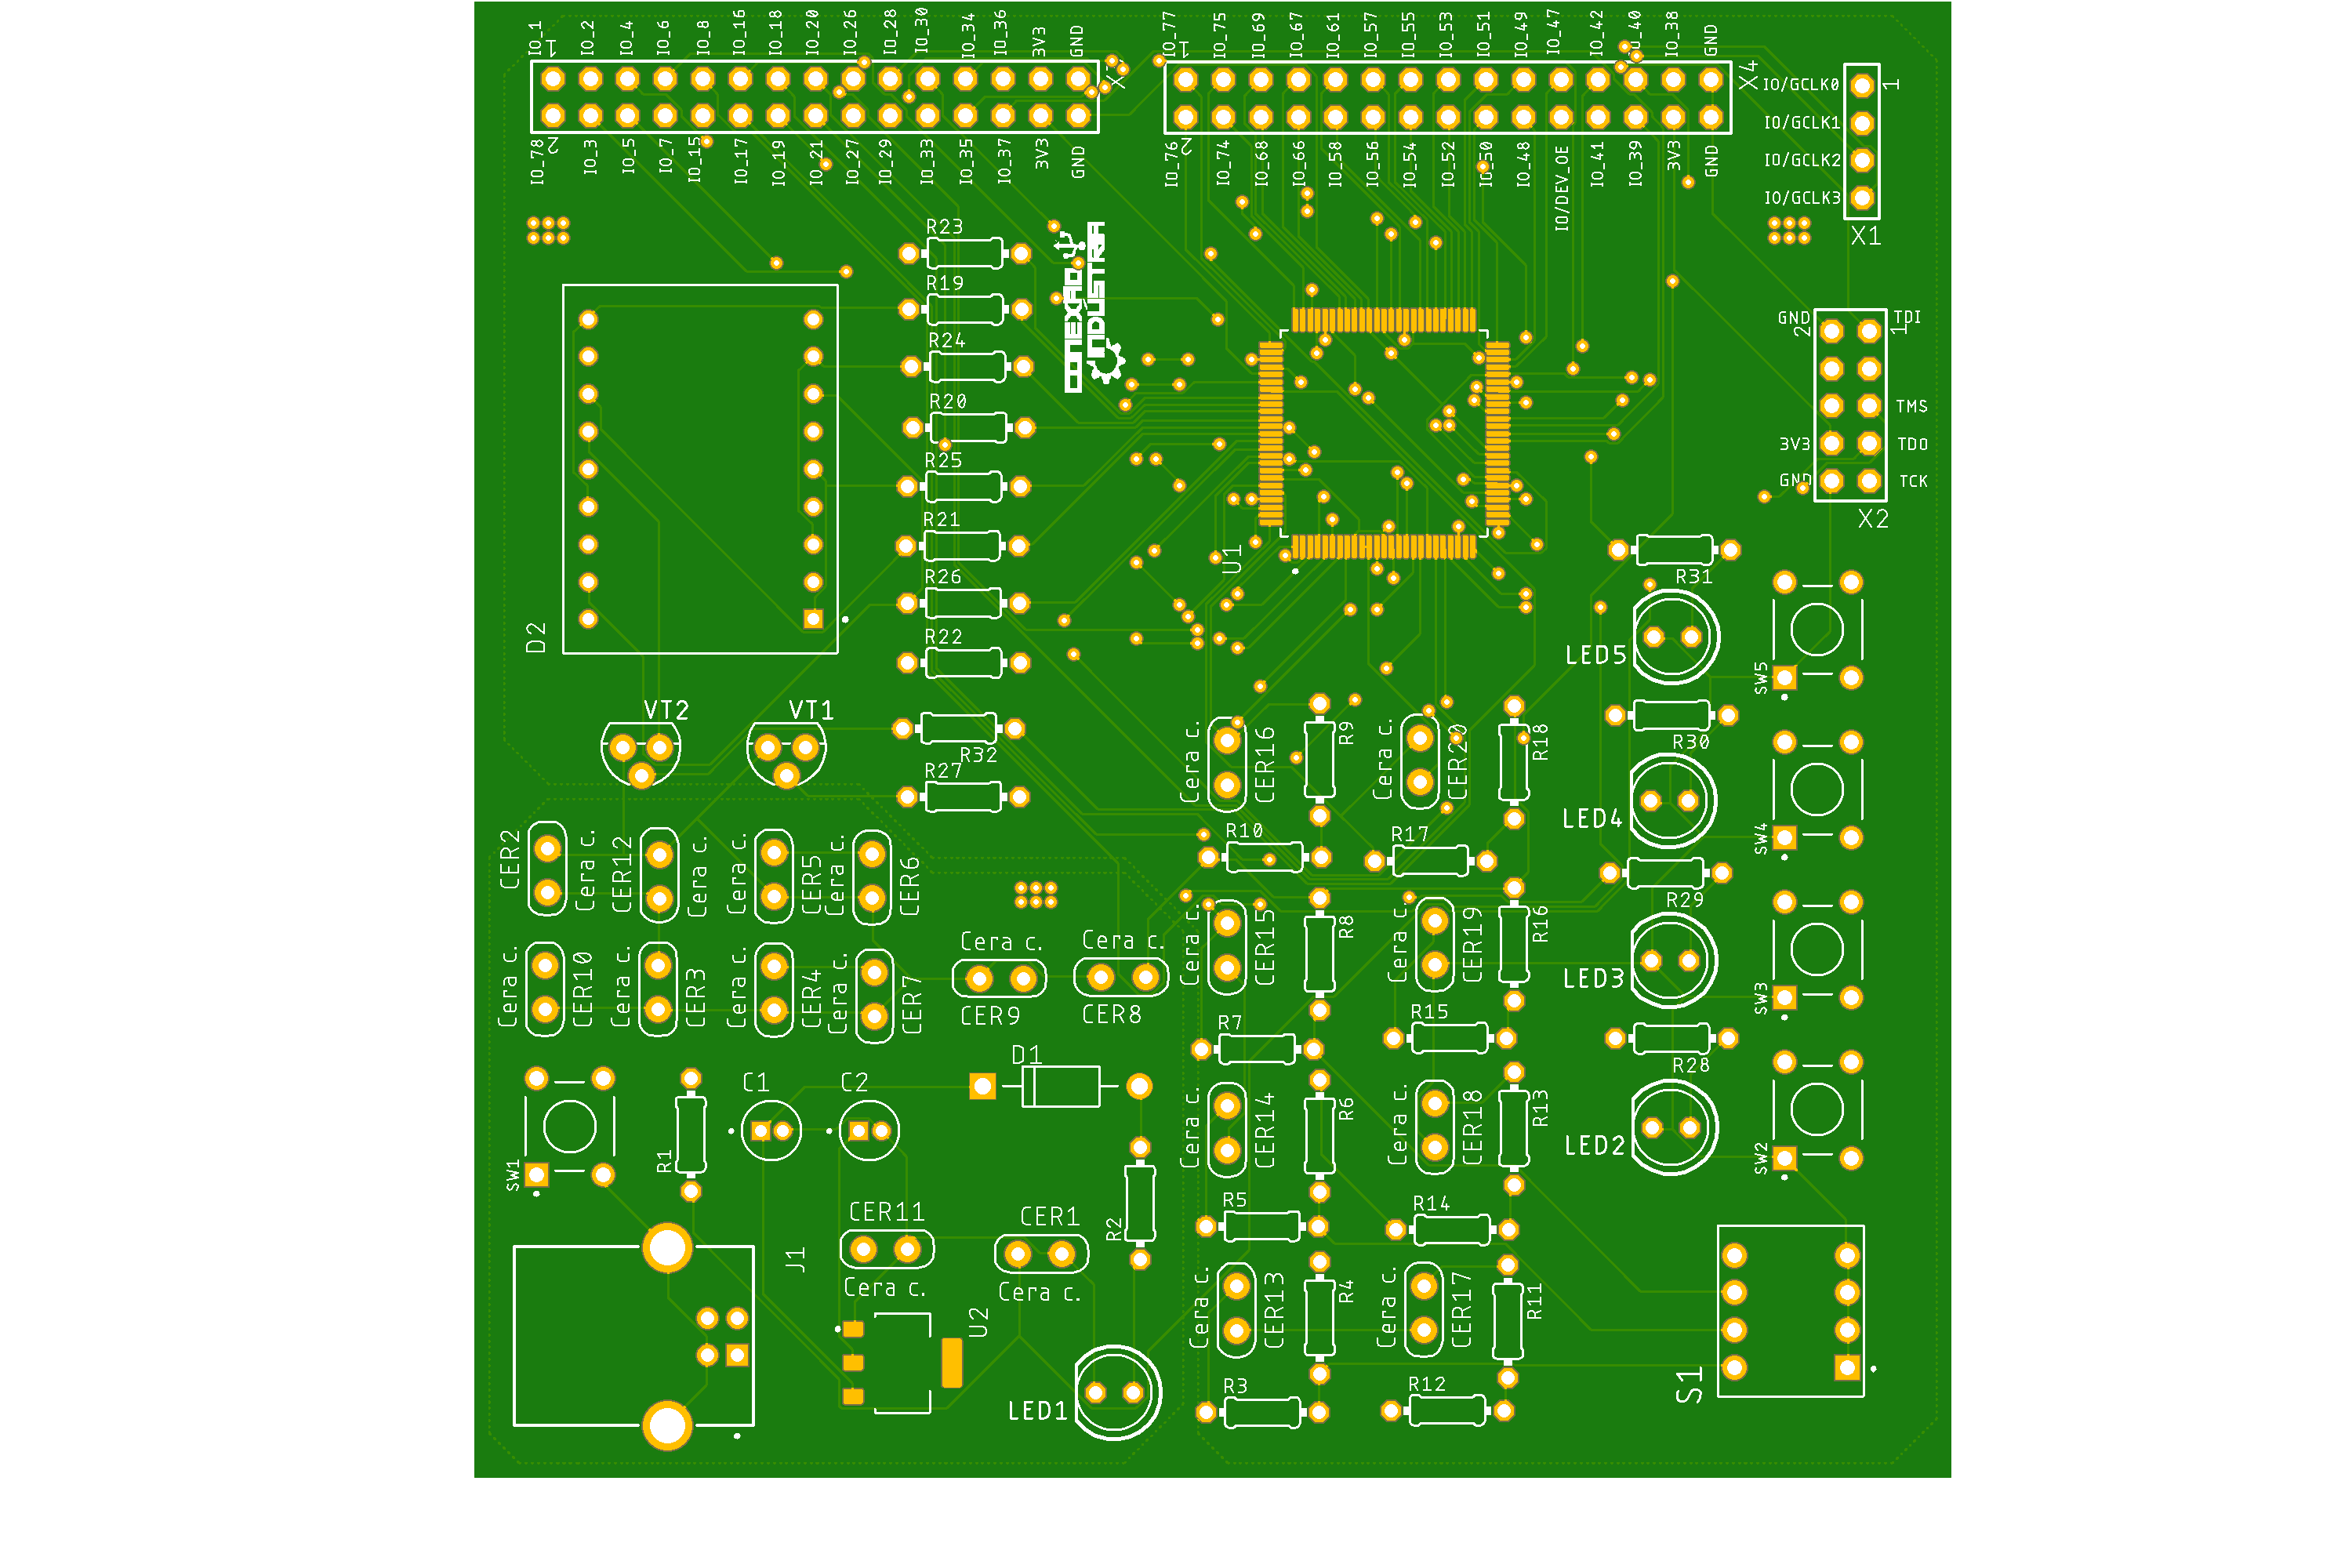 IO_1
IO_2
IO_4
IO_6
IO_8
IO_16
IO_18
IO_20
IO_26
IO_28
IO_30
IO_34
IO_36
3V3
GND
IO_77
IO_75
IO_69
IO_67
IO_61
IO_57
IO_55
IO_53
IO_51
IO_49
IO_47
IO_42
IO_40
IO_38
GND
1
1
X4
IO/GCLK0
1
IO/GCLK1
IO/GCLK2
IO/GCLK3
X1
2
2
IO_78
IO_3
IO_5
IO_7
IO_15
IO_17
IO_19
IO_21
IO_27
IO_29
IO_33
IO_35
IO_37
3V3
GND
IO_76
IO_74
IO_68
IO_66
IO_58
IO_56
IO_54
IO_52
IO_50
IO_48
IO/DEV_OE
IO_41
IO_39
3V3
GND
R23
R19
R24
R20
R25
R21
R26
R22
R32
R27
GND
TDI
2
1
TMS
3V3
TDO
GND
TCK
X2
U1
D2
VT2
VT1
R31
LED5
SW5
R30
LED4
SW4
R29
LED3
SW3
R28
LED2
SW2
Cera c.
CER16
R9
Cera c.
CER20
R18
R10
R17
CER2
Cera c.
CER12
Cera c.
Cera c.
CER5
Cera c.
CER6
Cera c.
CER10
Cera c.
CER3
Cera c.
CER4
Cera c.
CER7
Cera c.
CER9
Cera c.
CER8
Cera c.
CER15
R8
Cera c.
CER19
R16
R7
R15
D1
C1
C2
SW1
R1
R2
Cera c.
CER14
R6
Cera c.
CER18
R13
R5
R14
CER11
Cera c.
CER1
Cera c.
J1
U2
LED1
Cera c.
CER13
R4
Cera c.
CER17
R11
R3
R12
S1